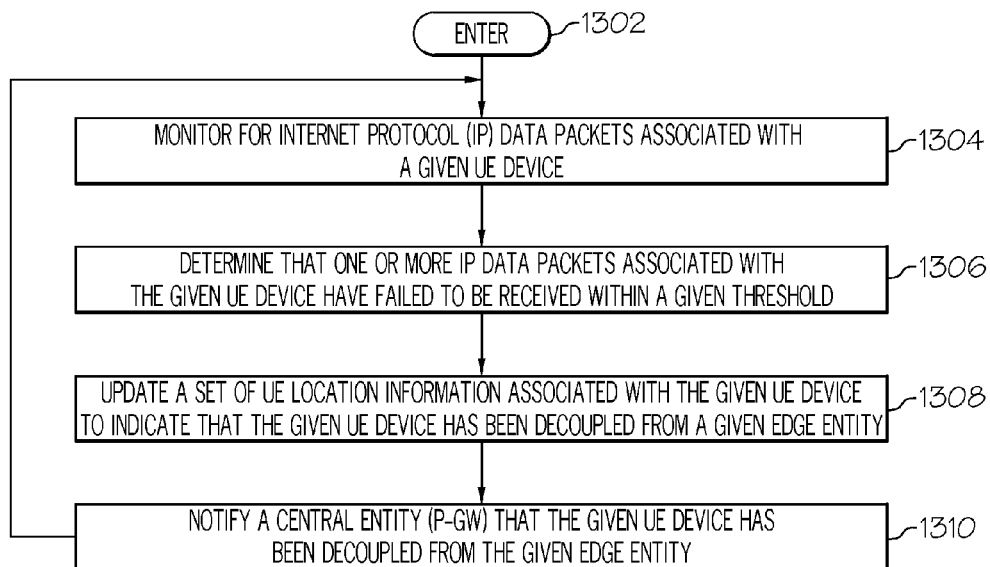 ENTER
1302
MONITOR FOR INTERNET PROTOCOL (IP) DATA PACKETS ASSOCIATED WITH
A GIVEN UE DEVICE
1304
DETERMINE THAT ONE OR MORE IP DATA PACKETS ASSOCIATED WITH
THE GIVEN UE DEVICE HAVE FAILED TO BE RECEIVED WITHIN A GIVEN THRESHOLD
1306
UPDATE A SET OF UE LOCATION INFORMATION ASSOCIATED WITH THE GIVEN UE DEVICE
TO INDICATE THAT THE GIVEN UE DEVICE HAS BEEN DECOUPLED FROM A GIVEN EDGE ENTITY
1308
NOTIFY A CENTRAL ENTITY (P-GW) THAT THE GIVEN UE DEVICE HAS
BEEN DECOUPLED FROM THE GIVEN EDGE ENTITY
1310